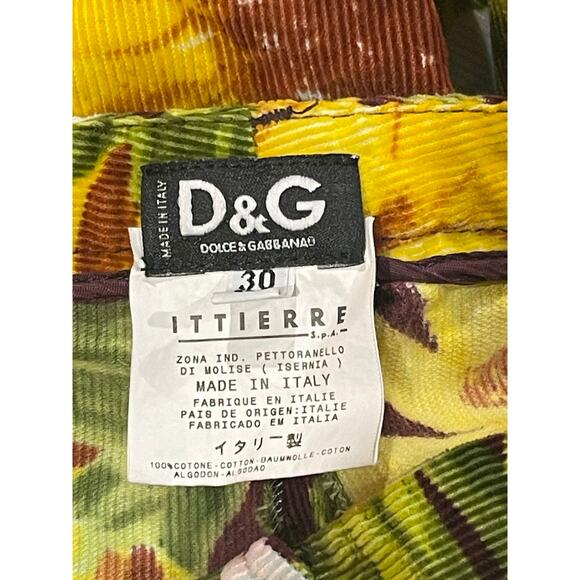 MADE IN ITALY
D&G
DOLCE & GABBANA®
30
ITTIERRE
S.p.A.
ZONA IND. PETTORANELLO
DI MOLISE ( ISERNIA )
MADE IN ITALY
FABRIQUE EN ITALIE
PAIS DE ORIGEN:ITALIE
FABRICADO EM ITALIA
イタリー製
100%COTONE-COTTON-BAUMWOLLE-COTON
ALGODON-ALGODAO